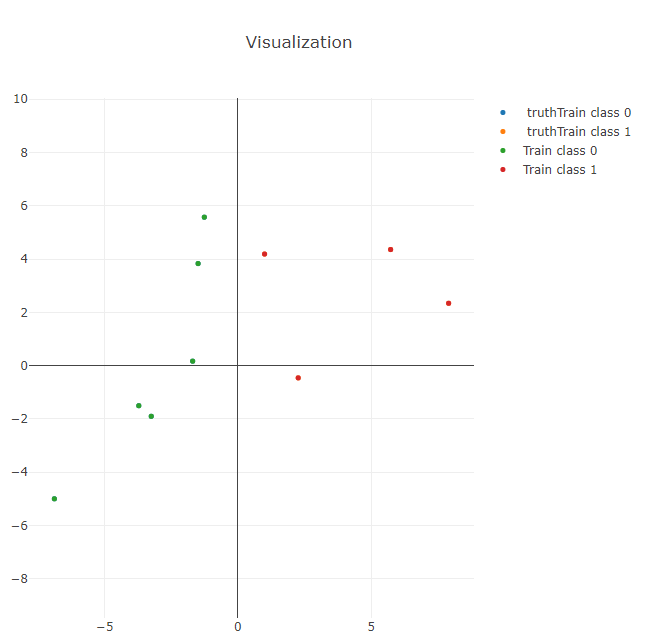 Visualization
truthTrain class 0
truthTrain class 1
Train class 0
Train class 1
10
8
6
4
2
0
−2
−4
−6
−8
−5 0 5